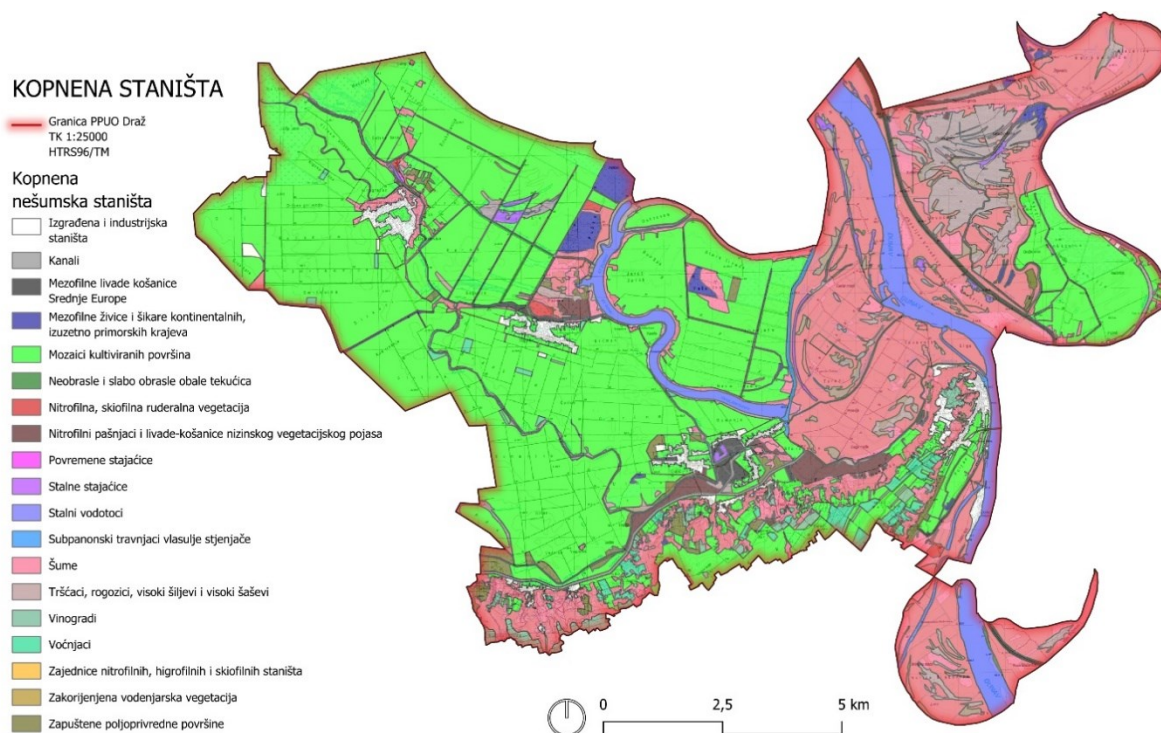 KOPNENA STANIŠTA
Granica PPUO Draž
TK 1:25000
HTRS96/TM
Kopnena
nešumska staništa
Izgrađena i industrijska
staništa
Kanali
Mezofilne livade košanice
Srednje Europe
Mezofilne živice i šikare kontinentalnih,
izuzetno primorskih krajeva
Mozaici kultiviranih površina
Neobrasle i slabo obrasle obale tekućica
Nitrofilna, skiofilna ruderalna vegetacija
Nitrofilni pašnjaci i livade-košanice nizinskog vegetacijskog pojasa
Povremene stajaćice
Stalne stajaćice
Stalni vodotoci
Subpanonski travnjaci vlasulje stjenjače
Šume
Tršćaci, rogozici, visoki šiljevi i visoki šaševi
Vinogradi
Voćnjaci
Zajednice nitrofilnih, higrofilnih i skiofilnih staništa
Zakorijenjena vodenjarska vegetacija
Zapuštene poljoprivredne površine
0 2,5 5 km